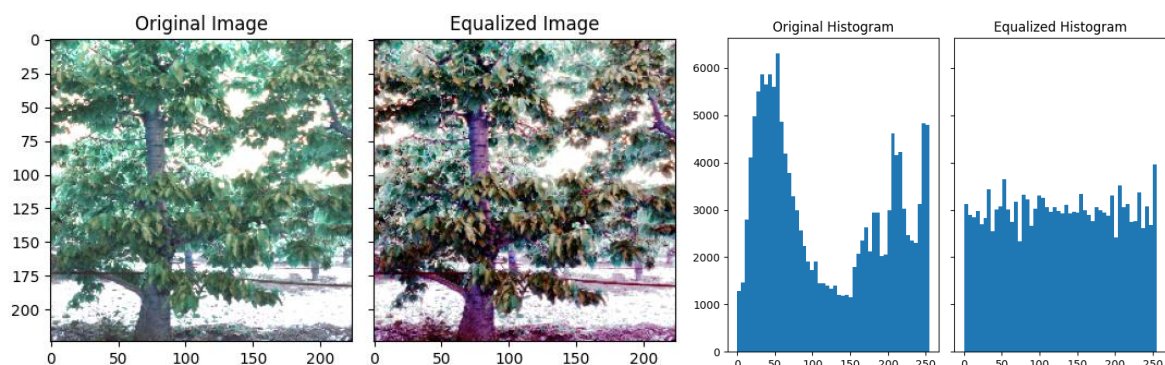 Original Image
Equalized Image
Original Histogram
Equalized Histogram
0
25
50
75
100
125
150
175
200
0 50 100 150 200
0 50 100 150 200
6000
5000
4000
3000
2000
1000
0
0 50 100 150 200 250
0 50 100 150 200 250